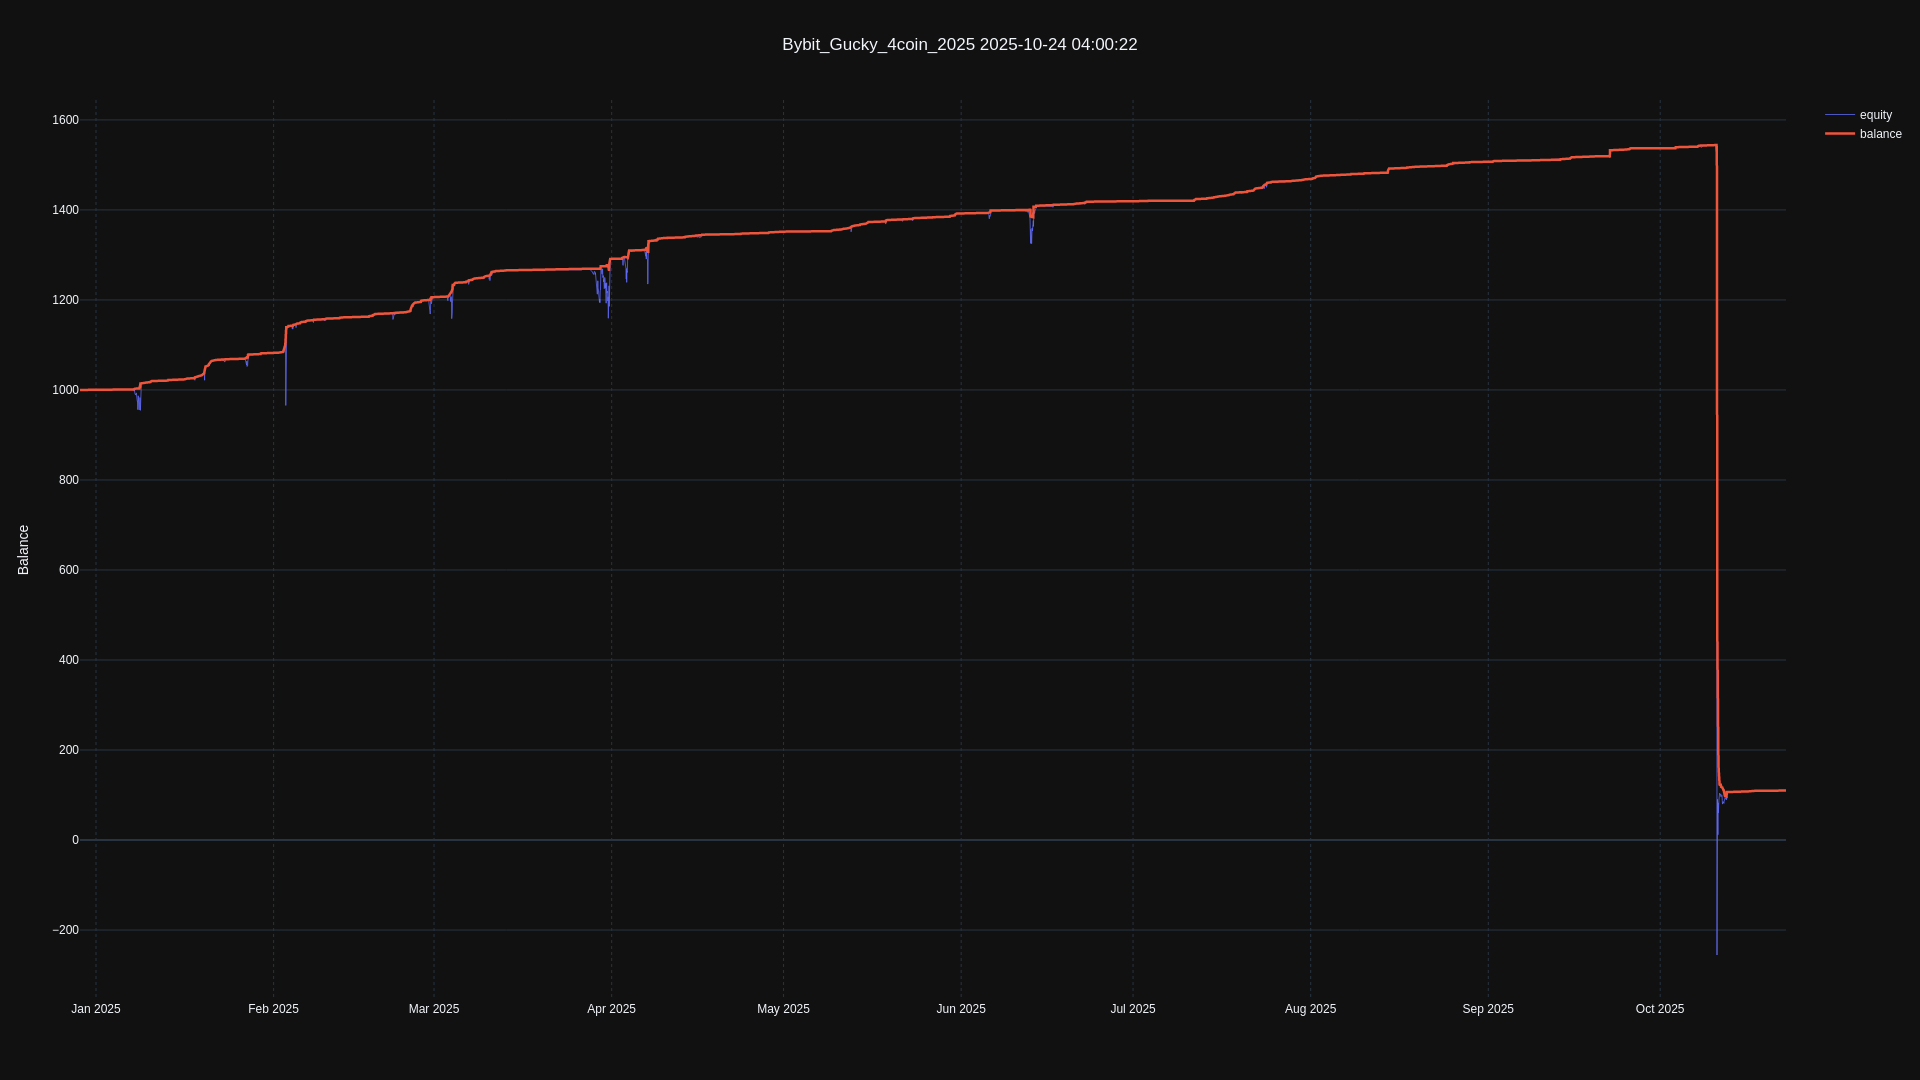 Bybit_Gucky_4coin_2025 2025-10-24 04:00:22
equity
balance
1600
1400
1200
1000
800
600
400
200
0
−200
Balance
Jan 2025
Feb 2025
Mar 2025
Apr 2025
May 2025
Jun 2025
Jul 2025
Aug 2025
Sep 2025
Oct 2025